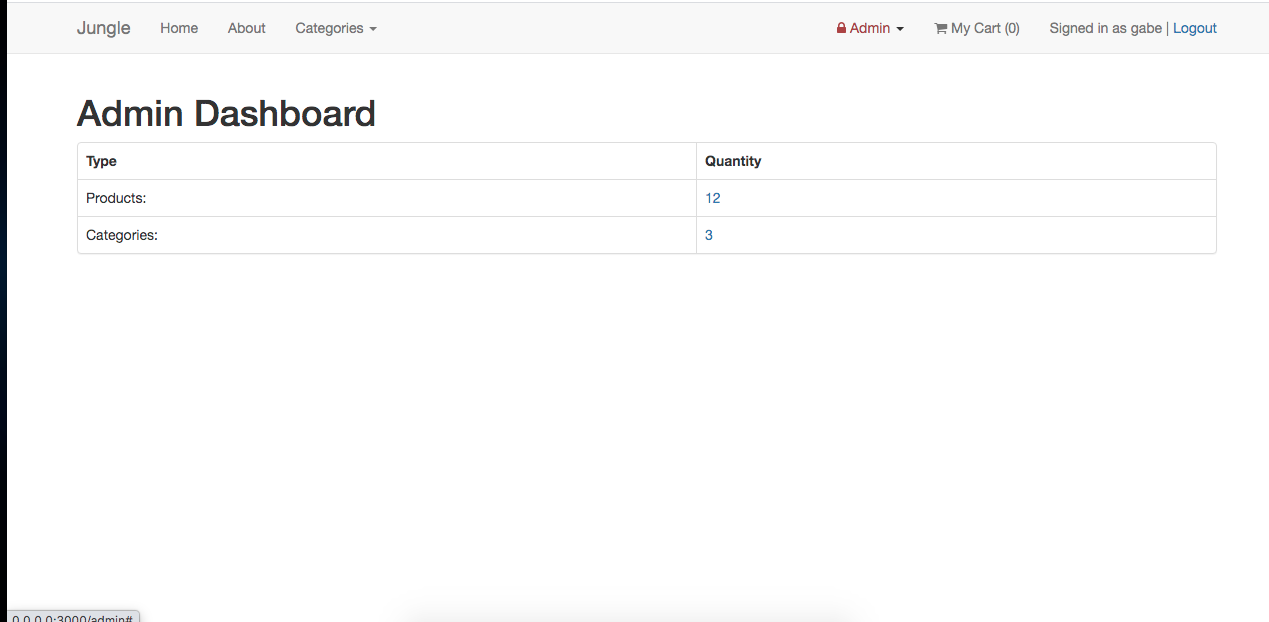 Jungle Home About Categories Admin My Cart (0) Signed in as gabe | Logout
Admin Dashboard
Type Quantity
Products: 12
Categories: 3
0.0.0.0:3000/admin#